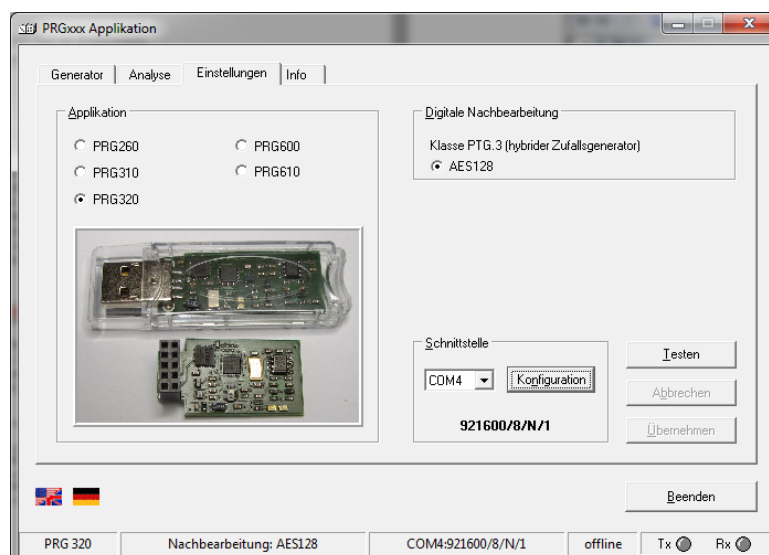 PRGxxx Applikation
Generator Analyse Einstellungen Info
Applikation
PRG260 PRG600
PRG310 PRG610
PRG320
Digitale Nachbearbeitung
Klasse PTG.3 (hybrider Zufallsgenerator)
AES128
Schnittstelle
COM4 Konfiguration
921600/8/N/1
Testen
Abbrechen
Übernehmen
Beenden
PRG 320 Nachbearbeitung: AES128 COM4:921600/8/N/1 offline Tx Rx